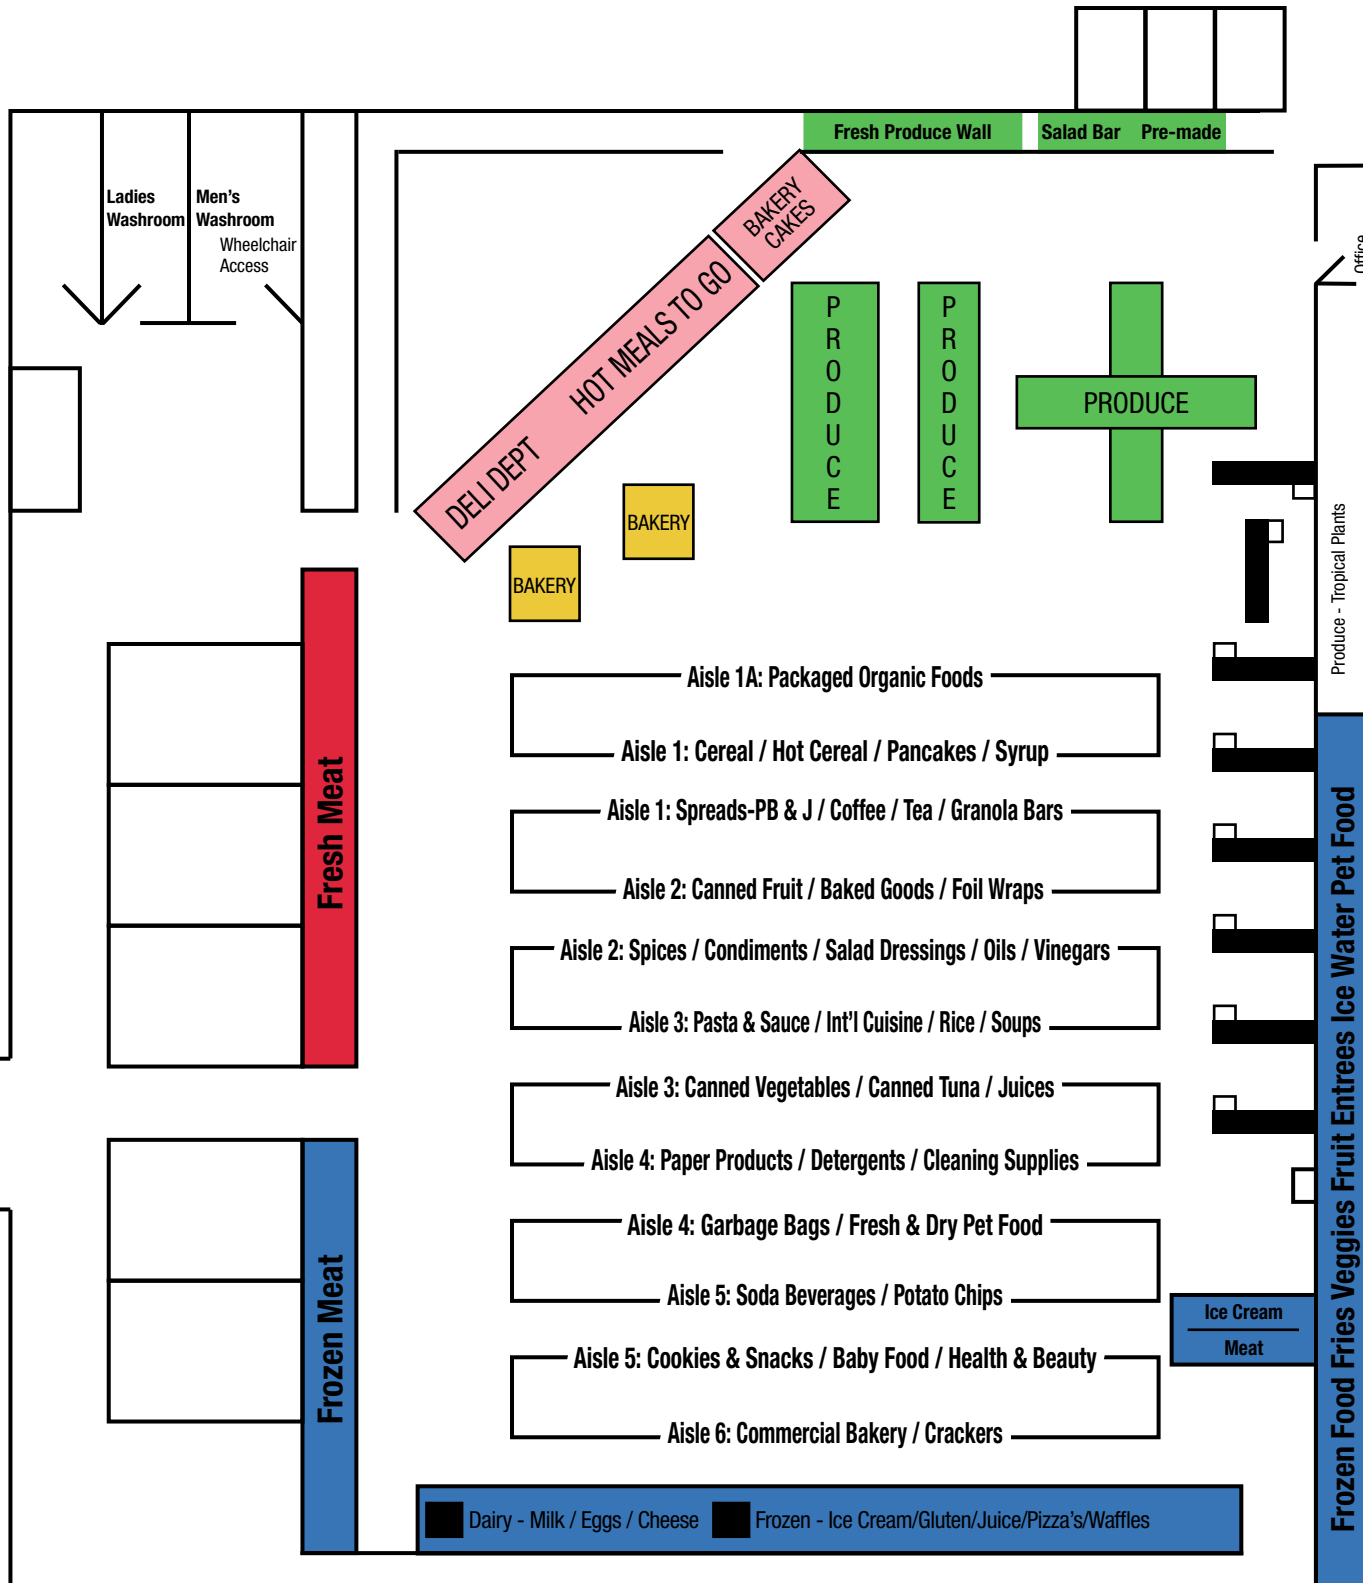 Fresh Produce Wall
Salad Bar Pre-made
Ladies
Washroom
Men's
Washroom
Wheelchair
Access
BAKERY
CAKES
HOT MEALS TO GO
DELI DEPT
PRODUCE
PRODUCE
PRODUCE
Office
BAKERY
BAKERY
Produce - Tropical Plants
Aisle 1A: Packaged Organic Foods
Aisle 1: Cereal / Hot Cereal / Pancakes / Syrup
Aisle 1: Spreads-PB & J / Coffee / Tea / Granola Bars
Aisle 2: Canned Fruit / Baked Goods / Foil Wraps
Aisle 2: Spices / Condiments / Salad Dressings / Oils / Vinegars
Aisle 3: Pasta & Sauce / Int'l Cuisine / Rice / Soups
Aisle 3: Canned Vegetables / Canned Tuna / Juices
Aisle 4: Paper Products / Detergents / Cleaning Supplies
Aisle 4: Garbage Bags / Fresh & Dry Pet Food
Aisle 5: Soda Beverages / Potato Chips
Aisle 5: Cookies & Snacks / Baby Food / Health & Beauty
Aisle 6: Commercial Bakery / Crackers
Fresh Meat
Frozen Meat
Ice Cream
Meat
Frozen Food Fries Veggies Fruit Entrees Ice Water Pet Food
Dairy - Milk / Eggs / Cheese
Frozen - Ice Cream/Gluten/Juice/Pizza's/Waffles